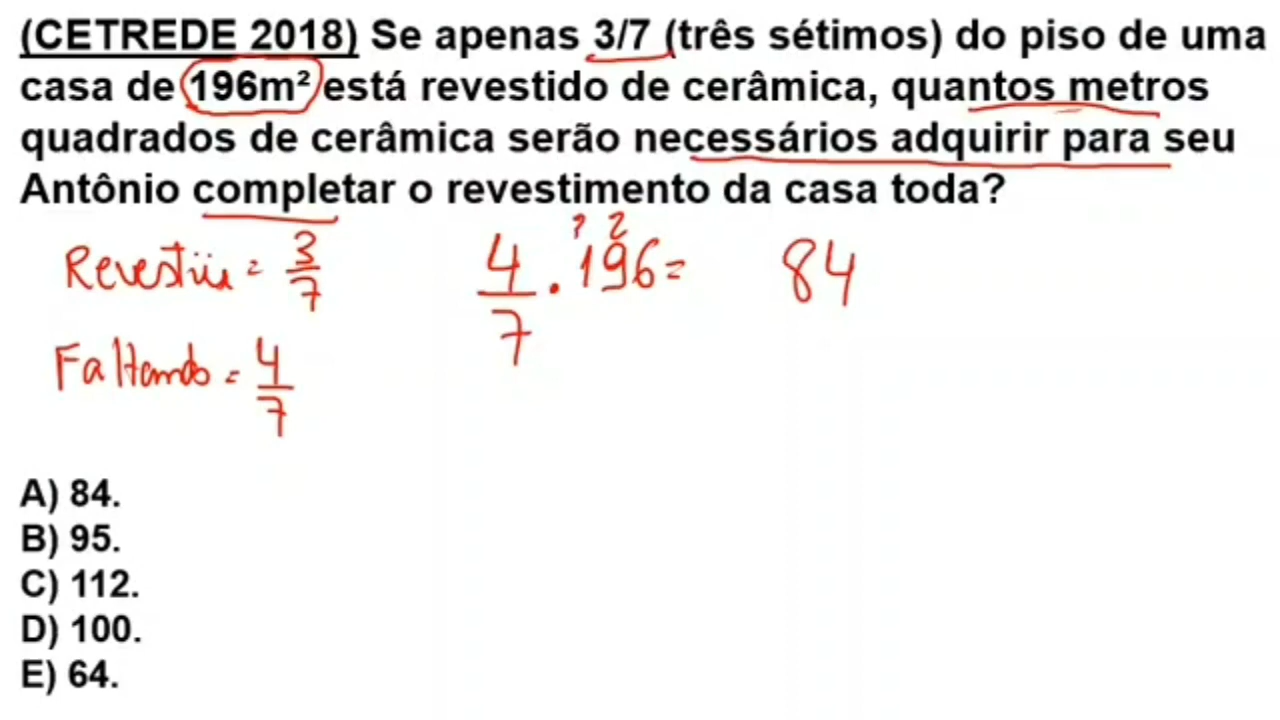 (CETREDE 2018) Se apenas 3/7 (três sétimos) do piso de uma
casa de 196m² está revestido de cerâmica, quantos metros
quadrados de cerâmica serão necessários adquirir para seu
Antônio completar o revestimento da casa toda?
= 3/7
4/7 . 196 = 84
Faltando = 4/7
A) 84.
B) 95.
C) 112.
D) 100.
E) 64.